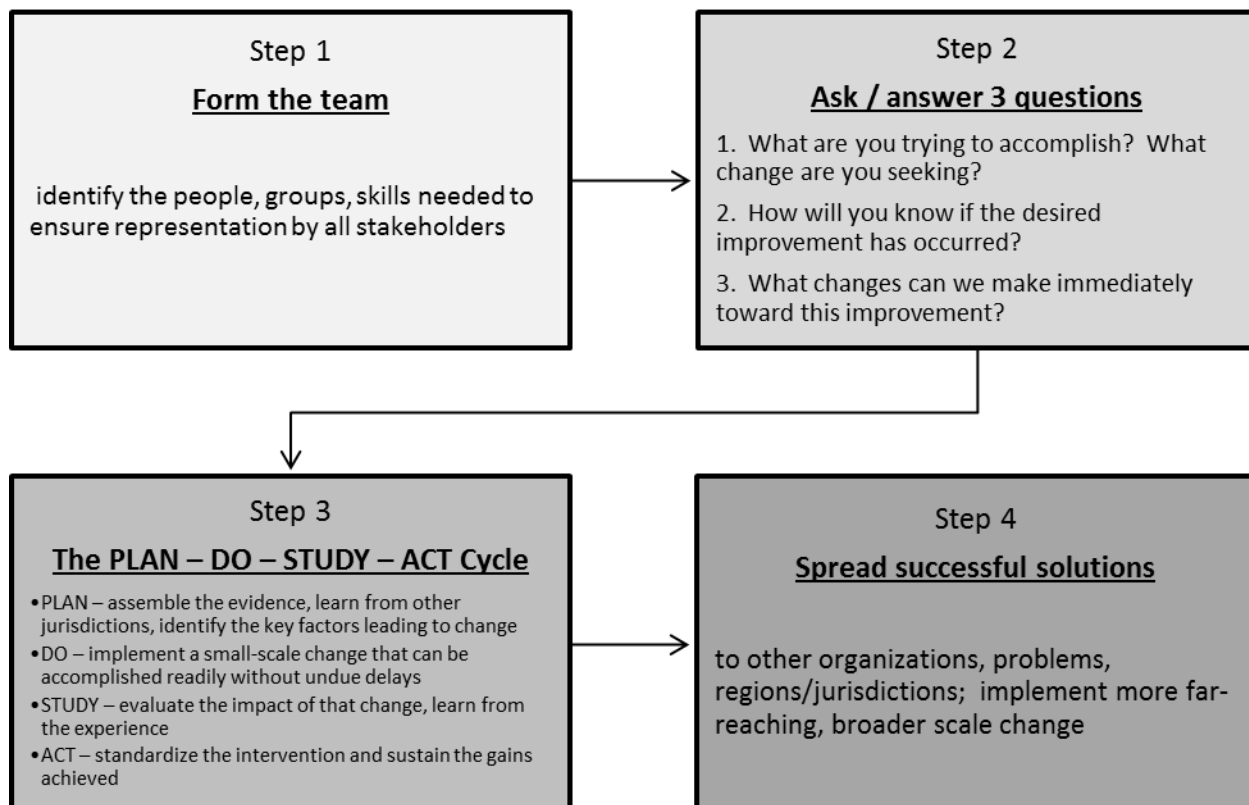 Step 1
Form the team
identify the people, groups, skills needed to
ensure representation by all stakeholders
Step 2
Ask / answer 3 questions
1. What are you trying to accomplish? What
change are you seeking?
2. How will you know if the desired
improvement has occurred?
3. What changes can we make immediately
toward this improvement?
Step 3
The PLAN – DO – STUDY – ACT Cycle
•PLAN – assemble the evidence, learn from other
jurisdictions, identify the key factors leading to change
•DO – implement a small-scale change that can be
accomplished readily without undue delays
•STUDY – evaluate the impact of that change, learn from
the experience
•ACT – standardize the intervention and sustain the gains
achieved
Step 4
Spread successful solutions
to other organizations, problems,
regions/jurisdictions; implement more far-
reaching, broader scale change